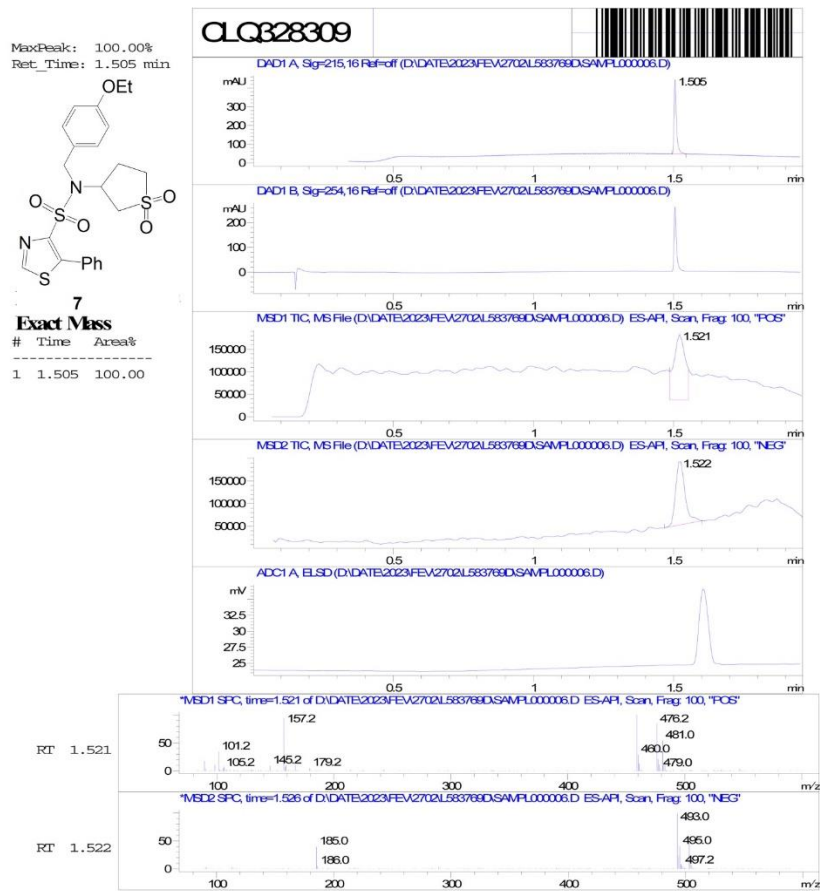 CLQ328309
MaxPeak: 100.00%
Ret_Time: 1.505 min
OEt
N
O
S
O
S
O
O
N
S
Ph
7
Exact Mass
# Time Area%
------------------
1 1.505 100.00
DAD1 A, Sig=215,16 Ref=off (D:\DATE\2023\FEV\2702\L583769D\SAMPL000006.D)
mAU
300
200
100
0
1.505
0.5 1 1.5 min
DAD1 B, Sig=254,16 Ref=off (D:\DATE\2023\FEV\2702\L583769D\SAMPL000006.D)
mAU
200
100
0
0.5 1 1.5 min
MSD1 TIC, MS File (D:\DATE\2023\FEV\2702\L583769D\SAMPL000006.D) ES-API, Scan, Frag: 100, "POS"
150000
100000
50000
0
1.521
0.5 1 1.5 min
MSD2 TIC, MS File (D:\DATE\2023\FEV\2702\L583769D\SAMPL000006.D) ES-API, Scan, Frag: 100, "NEG"
150000
100000
50000
1.522
0.5 1 1.5 min
ADC1 A, ELSD (D:\DATE\2023\FEV\2702\L583769D\SAMPL000006.D)
mV
32.5
30
27.5
25
0.5 1 1.5 min
*MSD1 SPC, time=1.521 of D:\DATE\2023\FEV\2702\L583769D\SAMPL000006.D ES-API, Scan, Frag: 100, "POS"
RT 1.521
50
0
101.2
105.2
145.2
157.2
179.2
460.0
476.2
481.0
479.0
100 200 300 400 500 m/z
*MSD2 SPC, time=1.526 of D:\DATE\2023\FEV\2702\L583769D\SAMPL000006.D ES-API, Scan, Frag: 100, "NEG"
RT 1.522
50
0
185.0
186.0
493.0
495.0
497.2
100 200 300 400 500 m/z